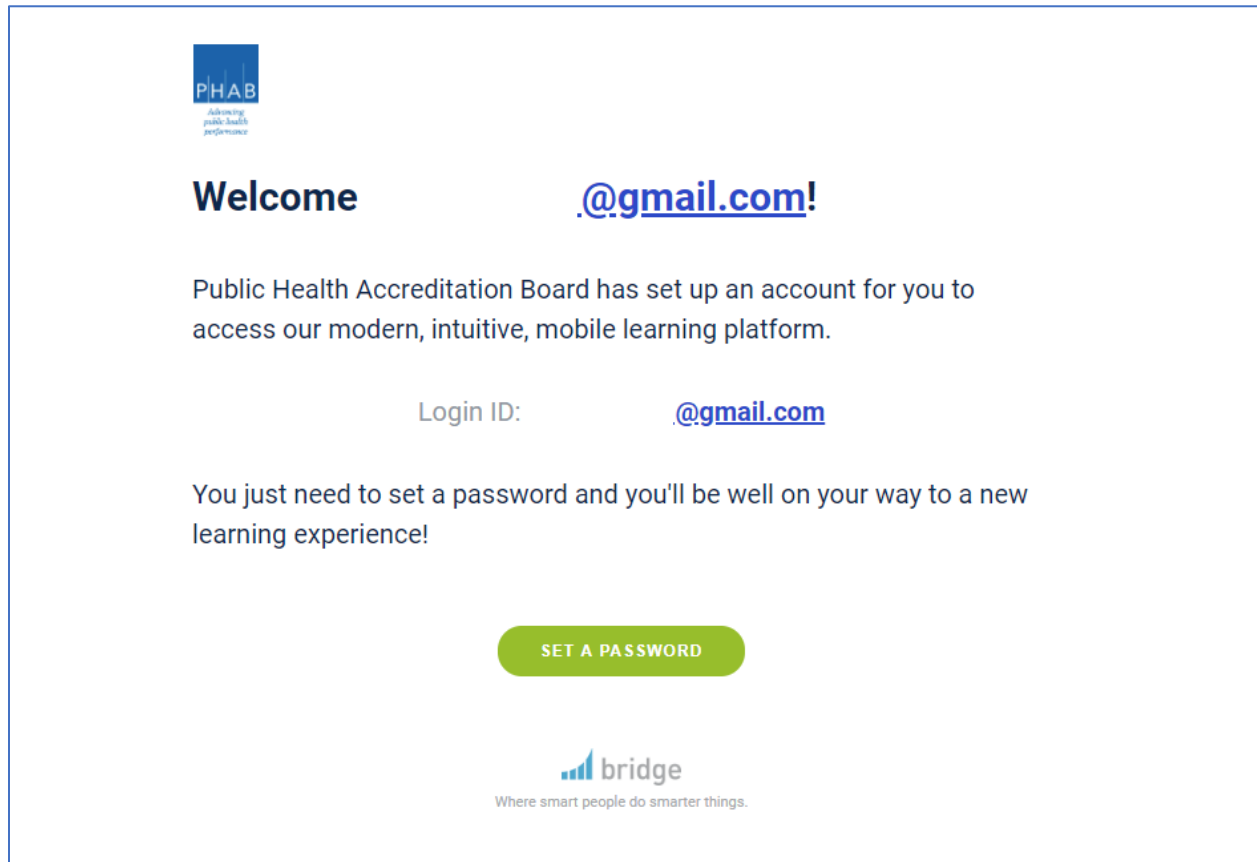 PHAB
Advancing
public health
performance
Welcome @gmail.com!
Public Health Accreditation Board has set up an account for you to
access our modern, intuitive, mobile learning platform.
Login ID: @gmail.com
You just need to set a password and you'll be well on your way to a new
learning experience!
SET A PASSWORD
bridge
Where smart people do smarter things.